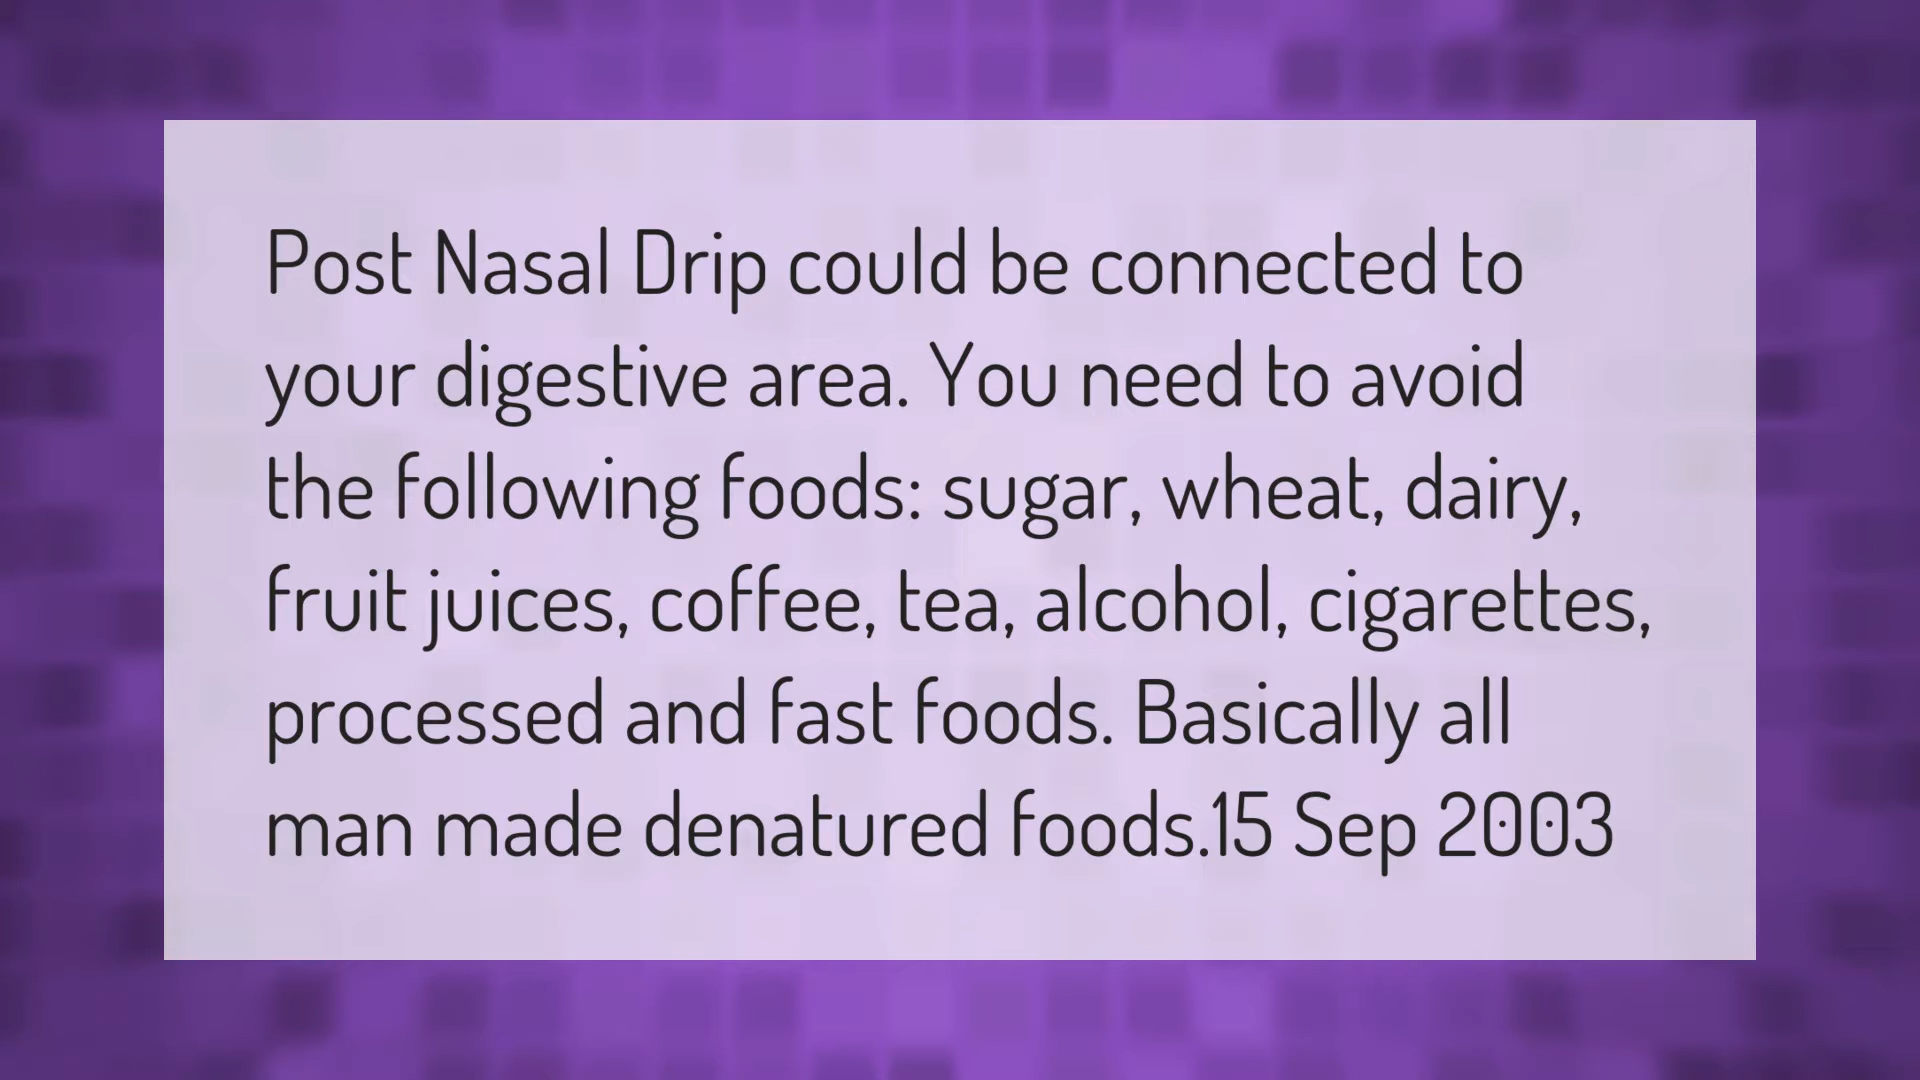 Post Nasal Drip could be connected to
your digestive area. You need to avoid
the following foods: sugar, wheat, dairy,
fruit juices, coffee, tea, alcohol, cigarettes,
processed and fast foods. Basically all
man made denatured foods.15 Sep 2003